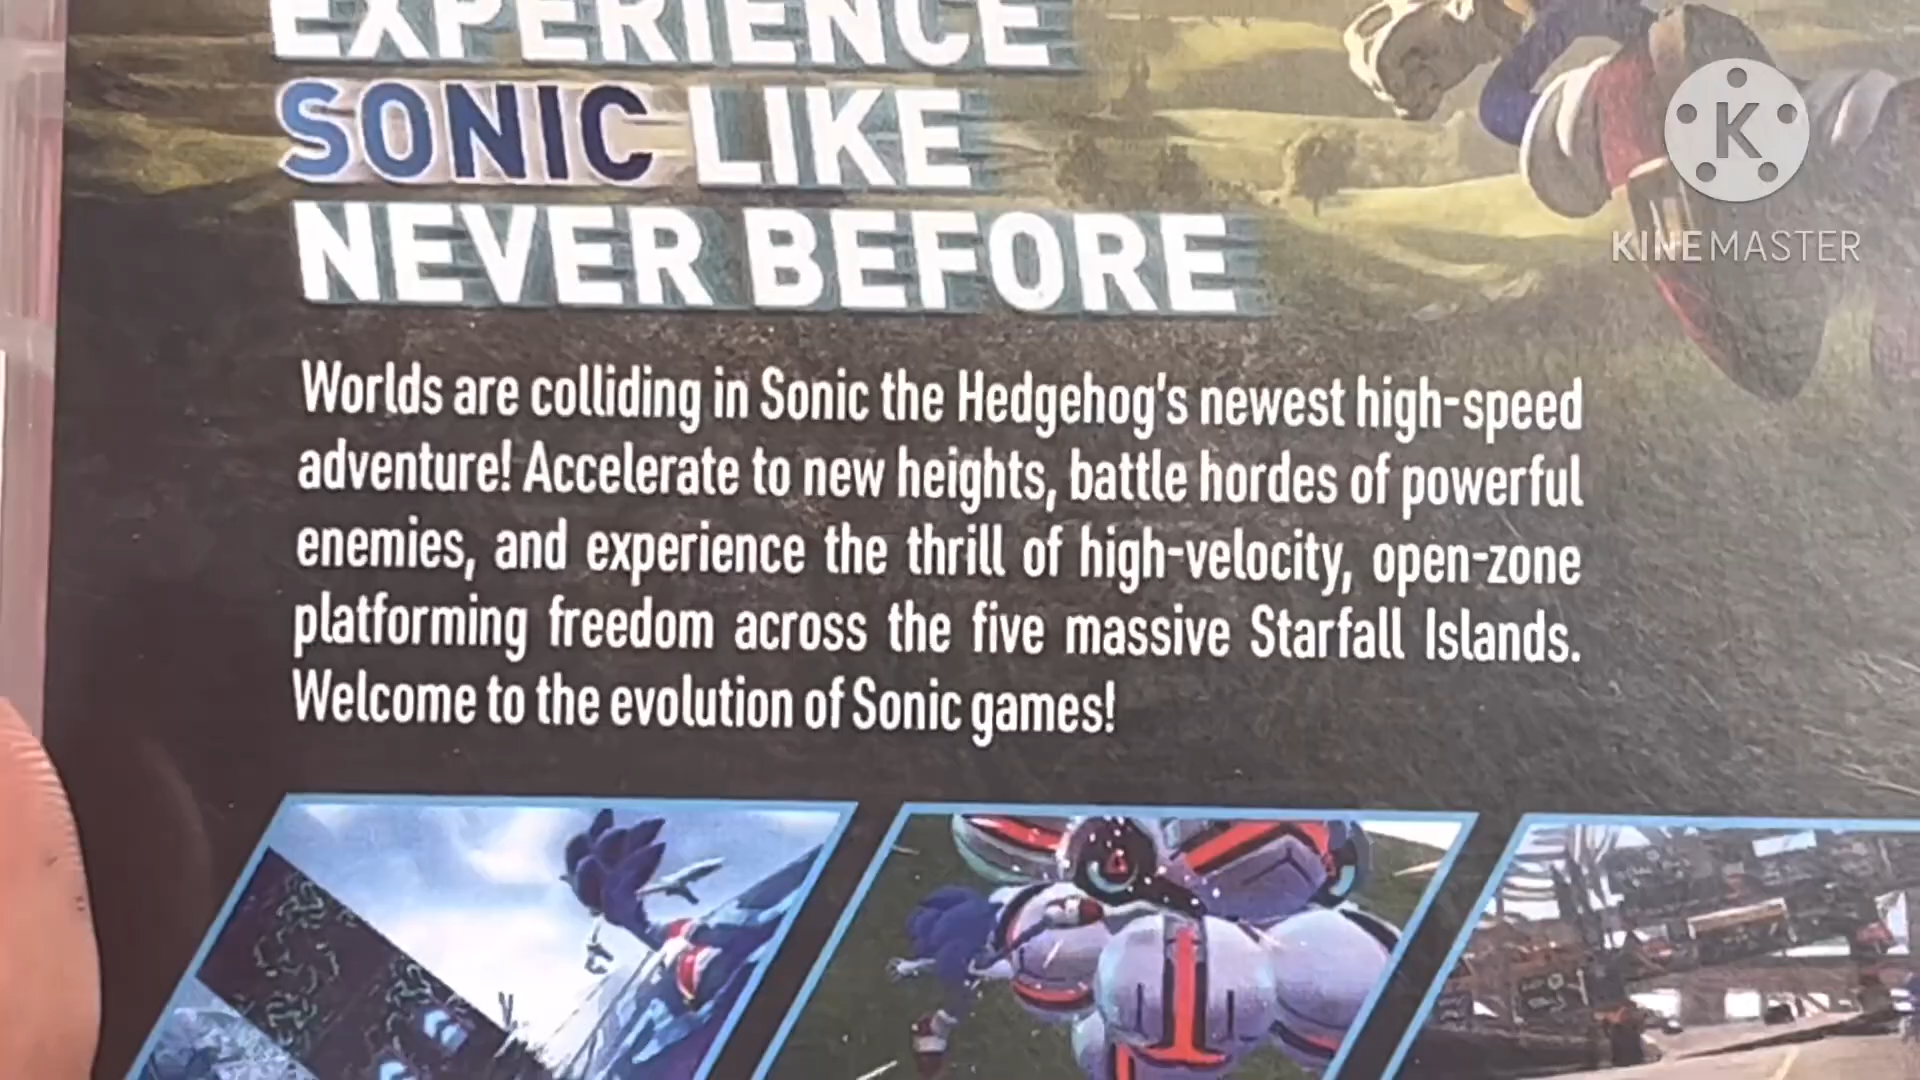 EXPERIENCE
SONIC LIKE
NEVER BEFORE
K
KINEMASTER
Worlds are colliding in Sonic the Hedgehog's newest high-speed
adventure! Accelerate to new heights, battle hordes of powerful
enemies, and experience the thrill of high-velocity, open-zone
platforming freedom across the five massive Starfall Islands.
Welcome to the evolution of Sonic games!